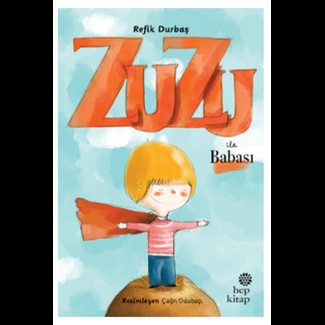 Refik Durbaş
ZUZU
ile
Babası
Resimleyen Çağrı Odabaşı
hep
kitap